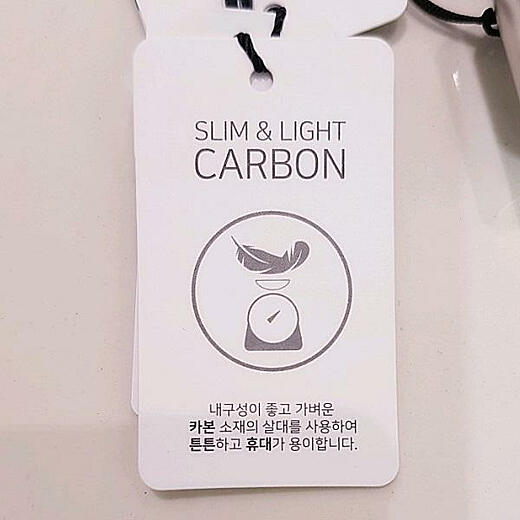 SLIM & LIGHT
CARBON
내구성이 좋고 가벼운
카본 소재의 살대를 사용하여
튼튼하고 휴대가 용이합니다.